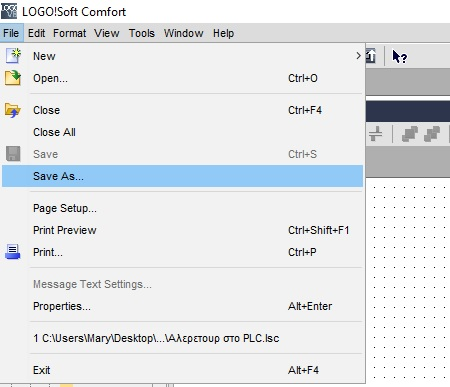 LOGO!Soft Comfort
File Edit Format View Tools Window Help
New
Open... Ctrl+O
Close Ctrl+F4
Close All
Save Ctrl+S
Save As...
Page Setup...
Print Preview Ctrl+Shift+F1
Print... Ctrl+P
Message Text Settings...
Properties... Alt+Enter
1 C:\Users\Mary\Desktop\...\Αλερετουρ στο PLC.lsc
Exit Alt+F4